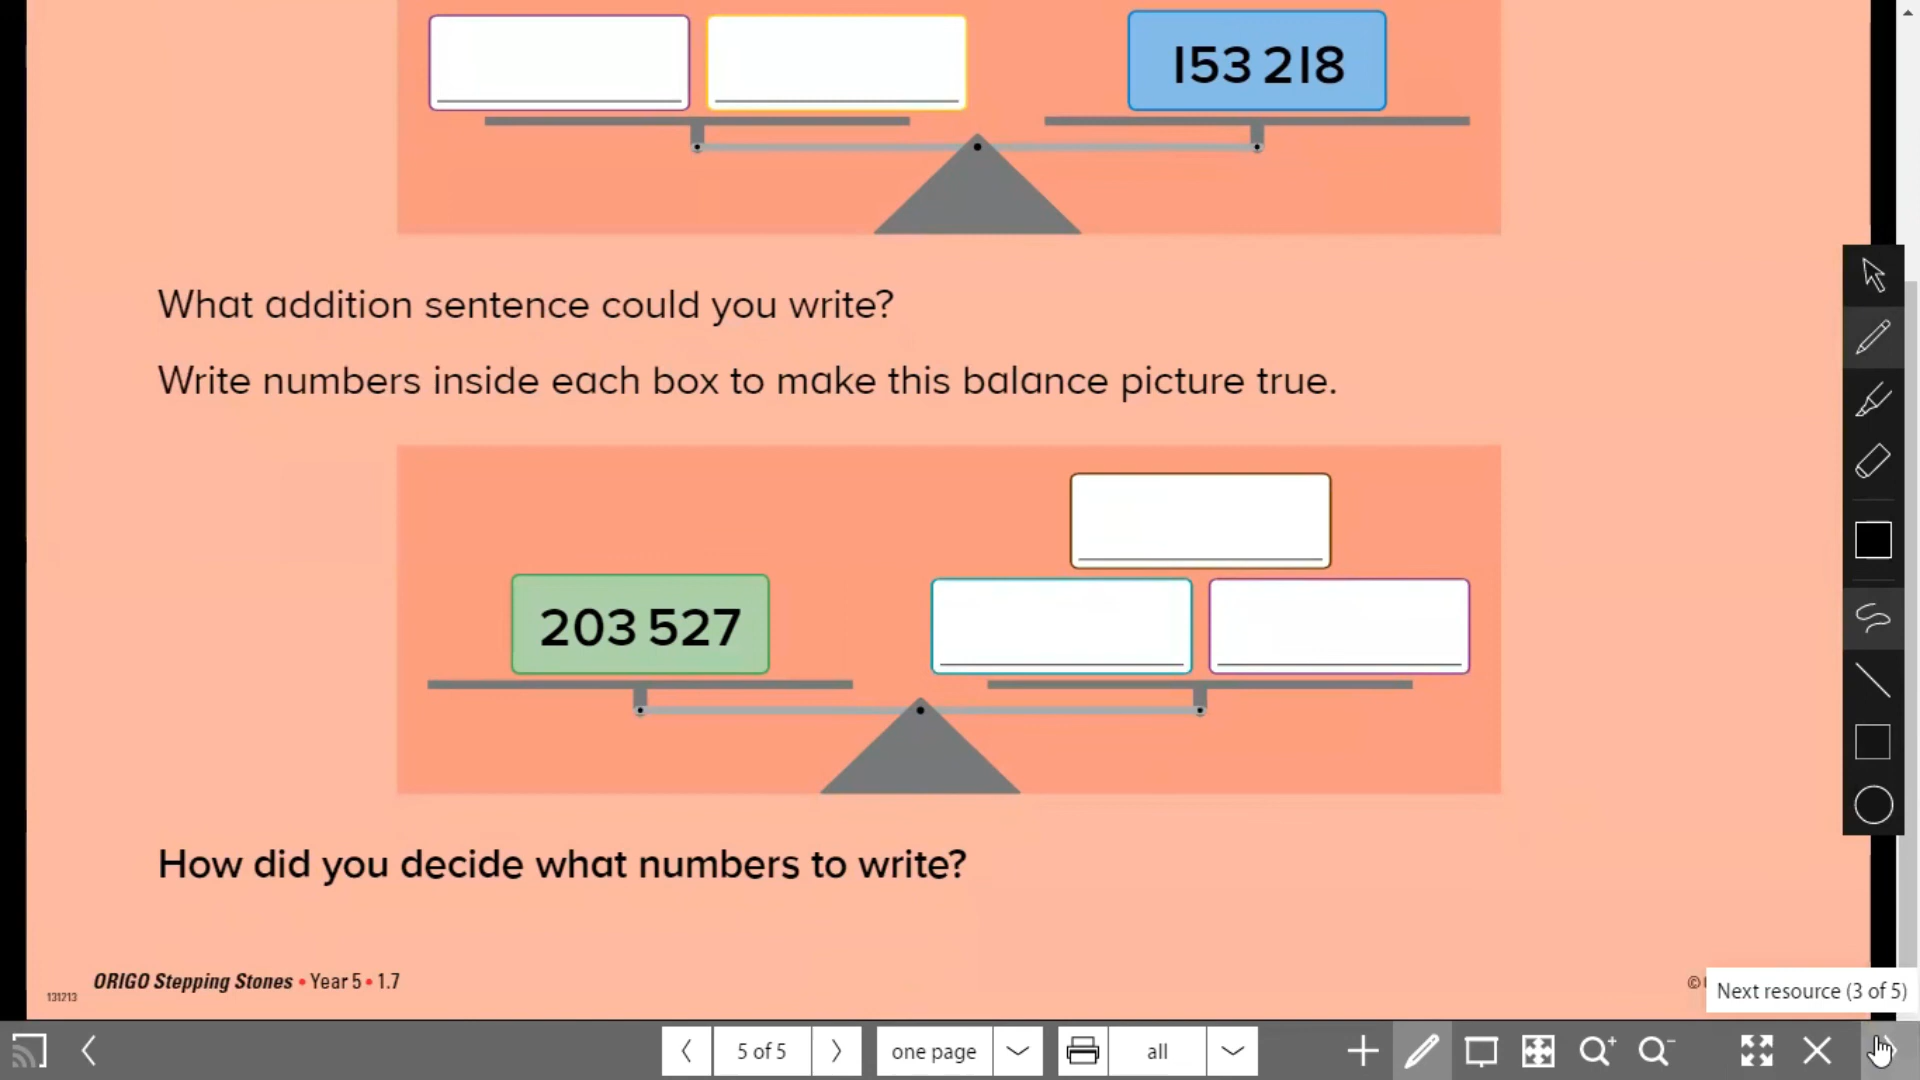 153 218
What addition sentence could you write?
Write numbers inside each box to make this balance picture true.
203 527
How did you decide what numbers to write?
ORIGO Stepping Stones • Year 5 • 1.7
131213
©
Next resource (3 of 5)
5 of 5
one page
all